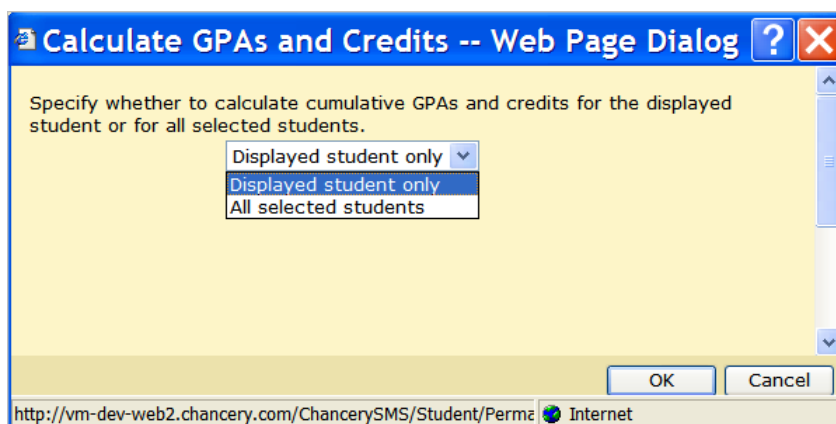 Calculate GPAs and Credits -- Web Page Dialog ? X
Specify whether to calculate cumulative GPAs and credits for the displayed
student or for all selected students.
Displayed student only
Displayed student only
All selected students
OK Cancel
http://vm-dev-web2.chancery.com/ChancerySMS/Student/Perma Internet